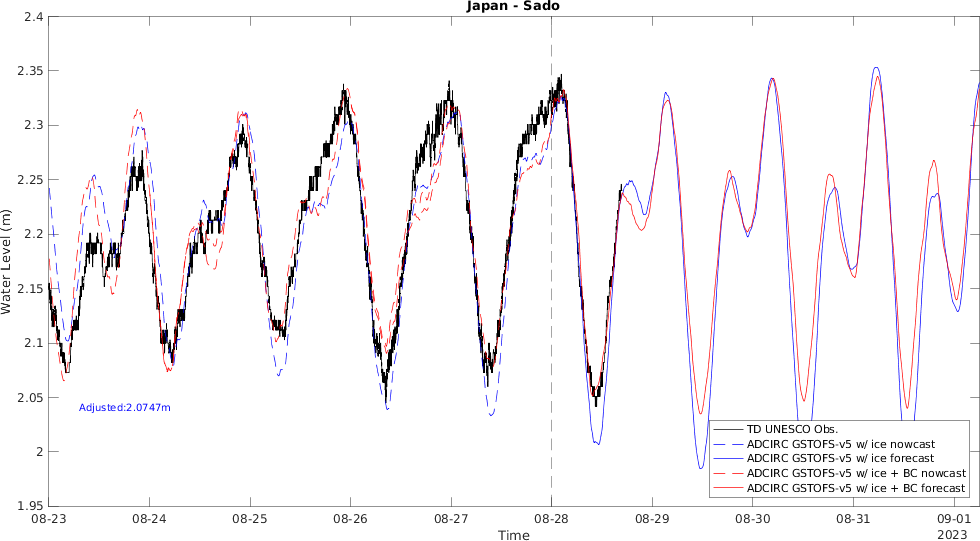 Japan - Sado
Water Level (m)
2.4
2.35
2.3
2.25
2.2
2.15
2.1
2.05
2
1.95
Adjusted:2.0747m
TD UNESCO Obs.
ADCIRC GSTOFS-v5 w/ ice nowcast
ADCIRC GSTOFS-v5 w/ ice forecast
ADCIRC GSTOFS-v5 w/ ice + BC nowcast
ADCIRC GSTOFS-v5 w/ ice + BC forecast
08-23 08-24 08-25 08-26 08-27 08-28 08-29 08-30 08-31 09-01
Time
2023